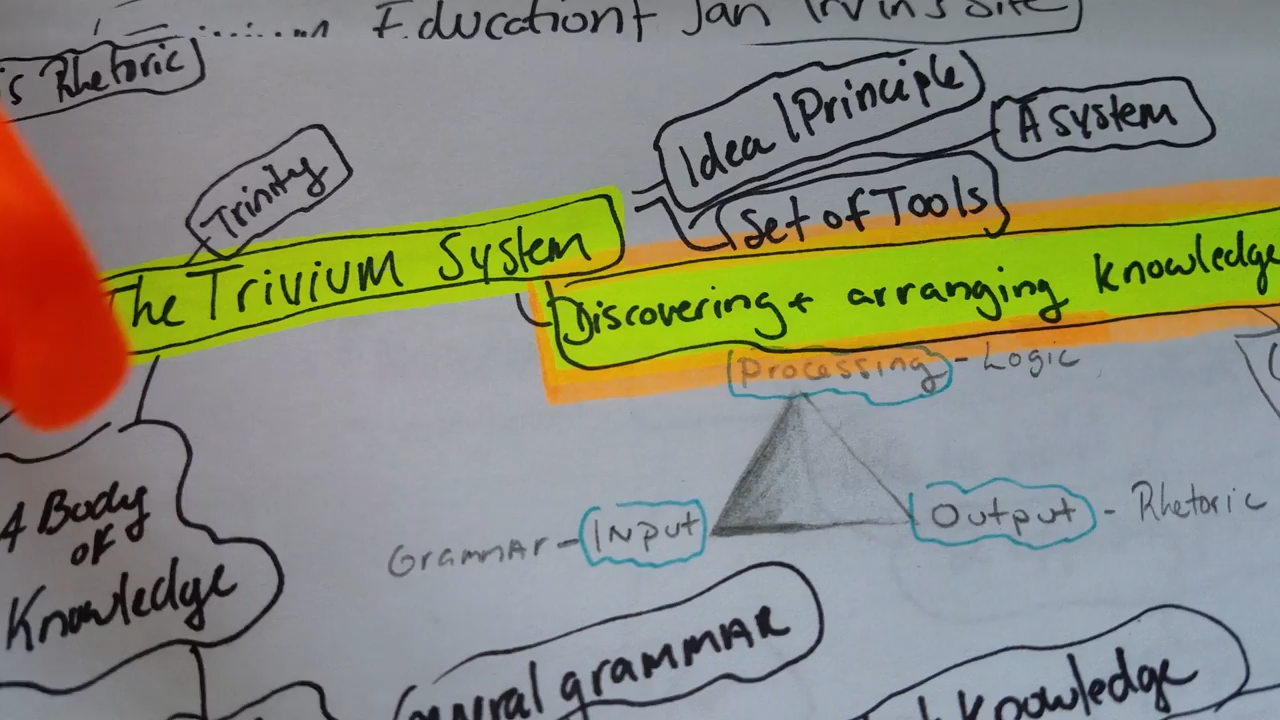 Education+ Jan Irvin's site
's Rhetoric
Idea/Principle
A system
Trinity
Set of Tools
The Trivium System
Discovering + arranging knowledge
Processing - Logic
A Body
of
Knowledge
Grammar - Input
Output - Rhetoric
general grammar
Knowledge